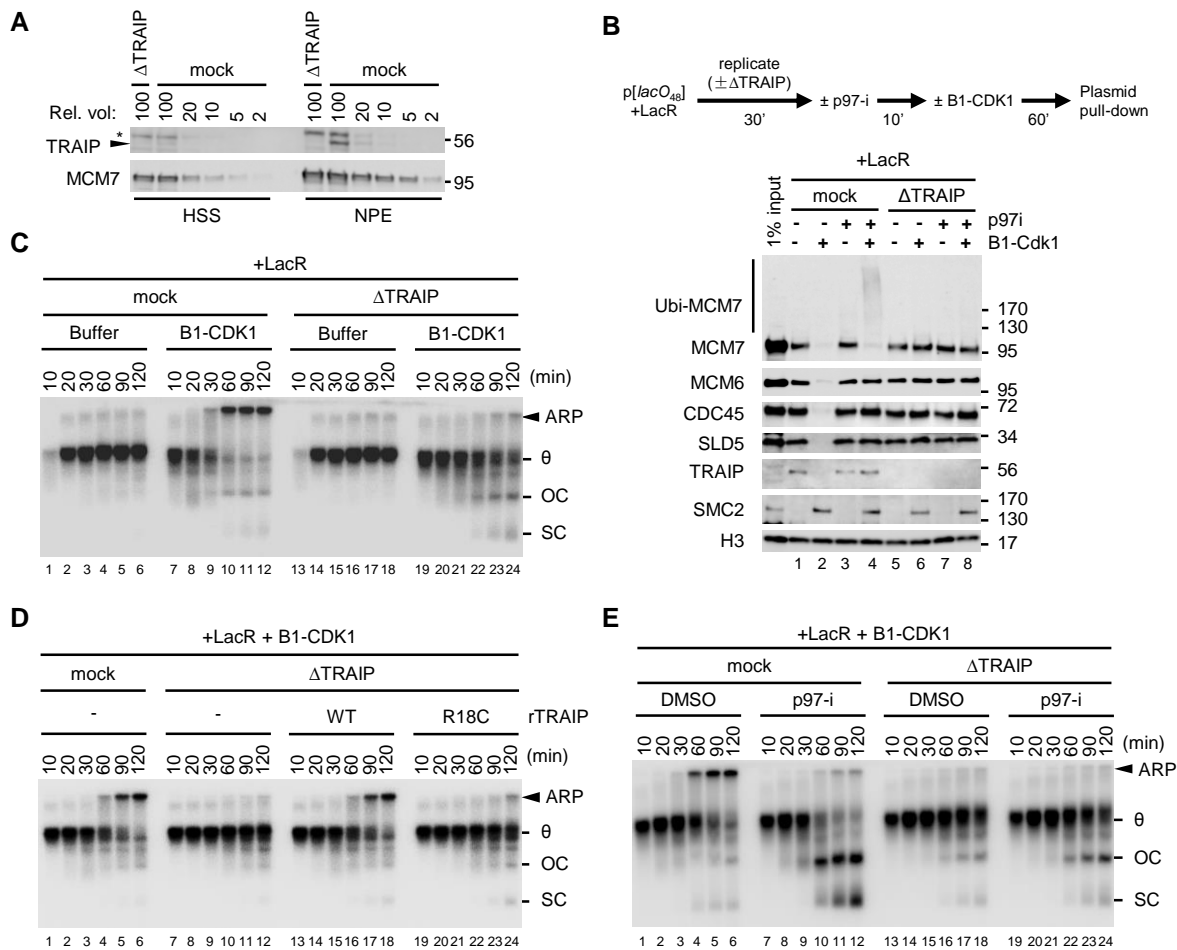 A
ΔTRAIP mock ΔTRAIP mock
Rel. vol: 100 100 20 10 5 2 100 100 20 10 5 2
*
TRAIP 56
MCM7 95
HSS NPE
B
replicate
(±ΔTRAIP)
p[lacO48] ± p97-i ± B1-CDK1 Plasmid
+LacR 30' 10' 60' pull-down
+LacR
mock ΔTRAIP
1% input - - + + - - + + p97i
- + - + - + - + B1-Cdk1
Ubi-MCM7 170
130
MCM7 95
MCM6 95
CDC45 72
SLD5 34
TRAIP 56
SMC2 170
130
H3 17
1 2 3 4 5 6 7 8
C
+LacR
mock ΔTRAIP
Buffer B1-CDK1 Buffer B1-CDK1
10 20 30 60 90 120 10 20 30 60 90 120 10 20 30 60 90 120 10 20 30 60 90 120 (min)
ARP
θ
OC
SC
1 2 3 4 5 6 7 8 9 10 11 12 13 14 15 16 17 18 19 20 21 22 23 24
D
+LacR + B1-CDK1
mock ΔTRAIP
- - WT R18C rTRAIP
10 20 30 60 90 120 10 20 30 60 90 120 10 20 30 60 90 120 10 20 30 60 90 120 (min)
ARP
θ
OC
SC
1 2 3 4 5 6 7 8 9 10 11 12 13 14 15 16 17 18 19 20 21 22 23 24
E
+LacR + B1-CDK1
mock ΔTRAIP
DMSO p97-i DMSO p97-i
10 20 30 60 90 120 10 20 30 60 90 120 10 20 30 60 90 120 10 20 30 60 90 120 (min)
ARP
θ
OC
SC
1 2 3 4 5 6 7 8 9 10 11 12 13 14 15 16 17 18 19 20 21 22 23 24